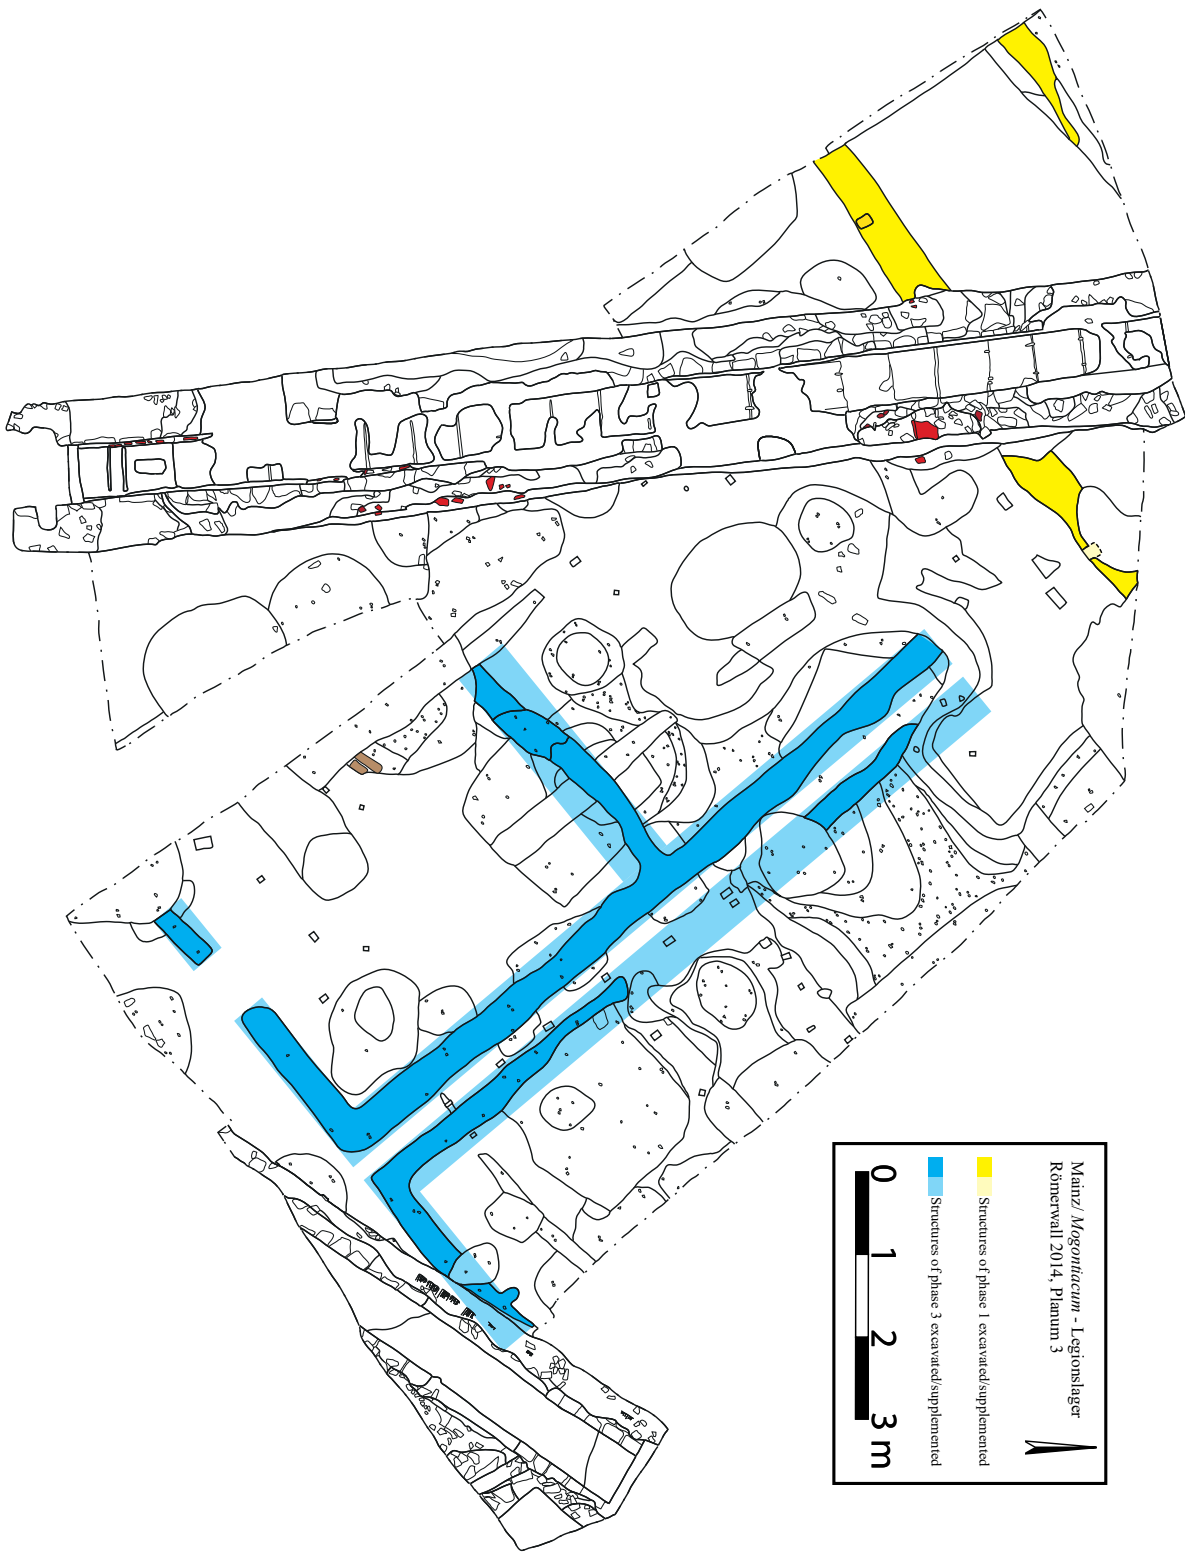 Mainz/ Mogontiacum - Legionslager
Römerwall 2014, Planum 3
Structures of phase 1 excavated/supplemented
Structures of phase 3 excavated/supplemented
0 1 2 3 m